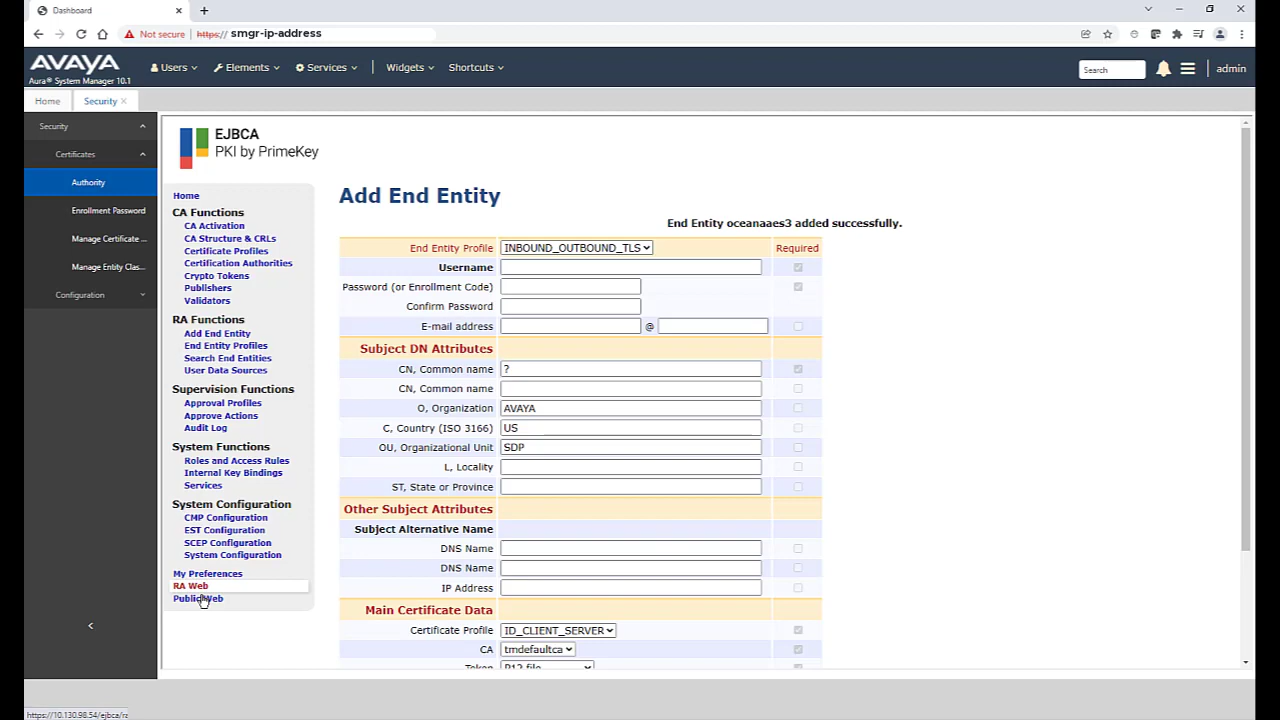 Dashboard
Not secure https:// smgr-ip-address
AVAYA
Aura® System Manager 10.1
Users Elements Services Widgets Shortcuts Search admin
Home Security
Security
Certificates
Authority
Enrollment Password
Manage Certificate ...
Manage Entity Clas...
Configuration
<
EJBCA
PKI by PrimeKey
Home
CA Functions
CA Activation
CA Structure & CRLs
Certificate Profiles
Certification Authorities
Crypto Tokens
Publishers
Validators
RA Functions
Add End Entity
End Entity Profiles
Search End Entities
User Data Sources
Supervision Functions
Approval Profiles
Approve Actions
Audit Log
System Functions
Roles and Access Rules
Internal Key Bindings
Services
System Configuration
CMP Configuration
EST Configuration
SCEP Configuration
System Configuration
My Preferences
RA Web
Public Web
Add End Entity
End Entity oceanaaes3 added successfully.
End Entity Profile INBOUND_OUTBOUND_TLS Required
Username
Password (or Enrollment Code)
Confirm Password
E-mail address @
Subject DN Attributes
CN, Common name ?
CN, Common name
O, Organization AVAYA
C, Country (ISO 3166) US
OU, Organizational Unit SDP
L, Locality
ST, State or Province
Other Subject Attributes
Subject Alternative Name
DNS Name
DNS Name
IP Address
Main Certificate Data
Certificate Profile ID_CLIENT_SERVER
CA tmdefaultca
Token P12 file
https://10.130.98.54/ejbca/ra